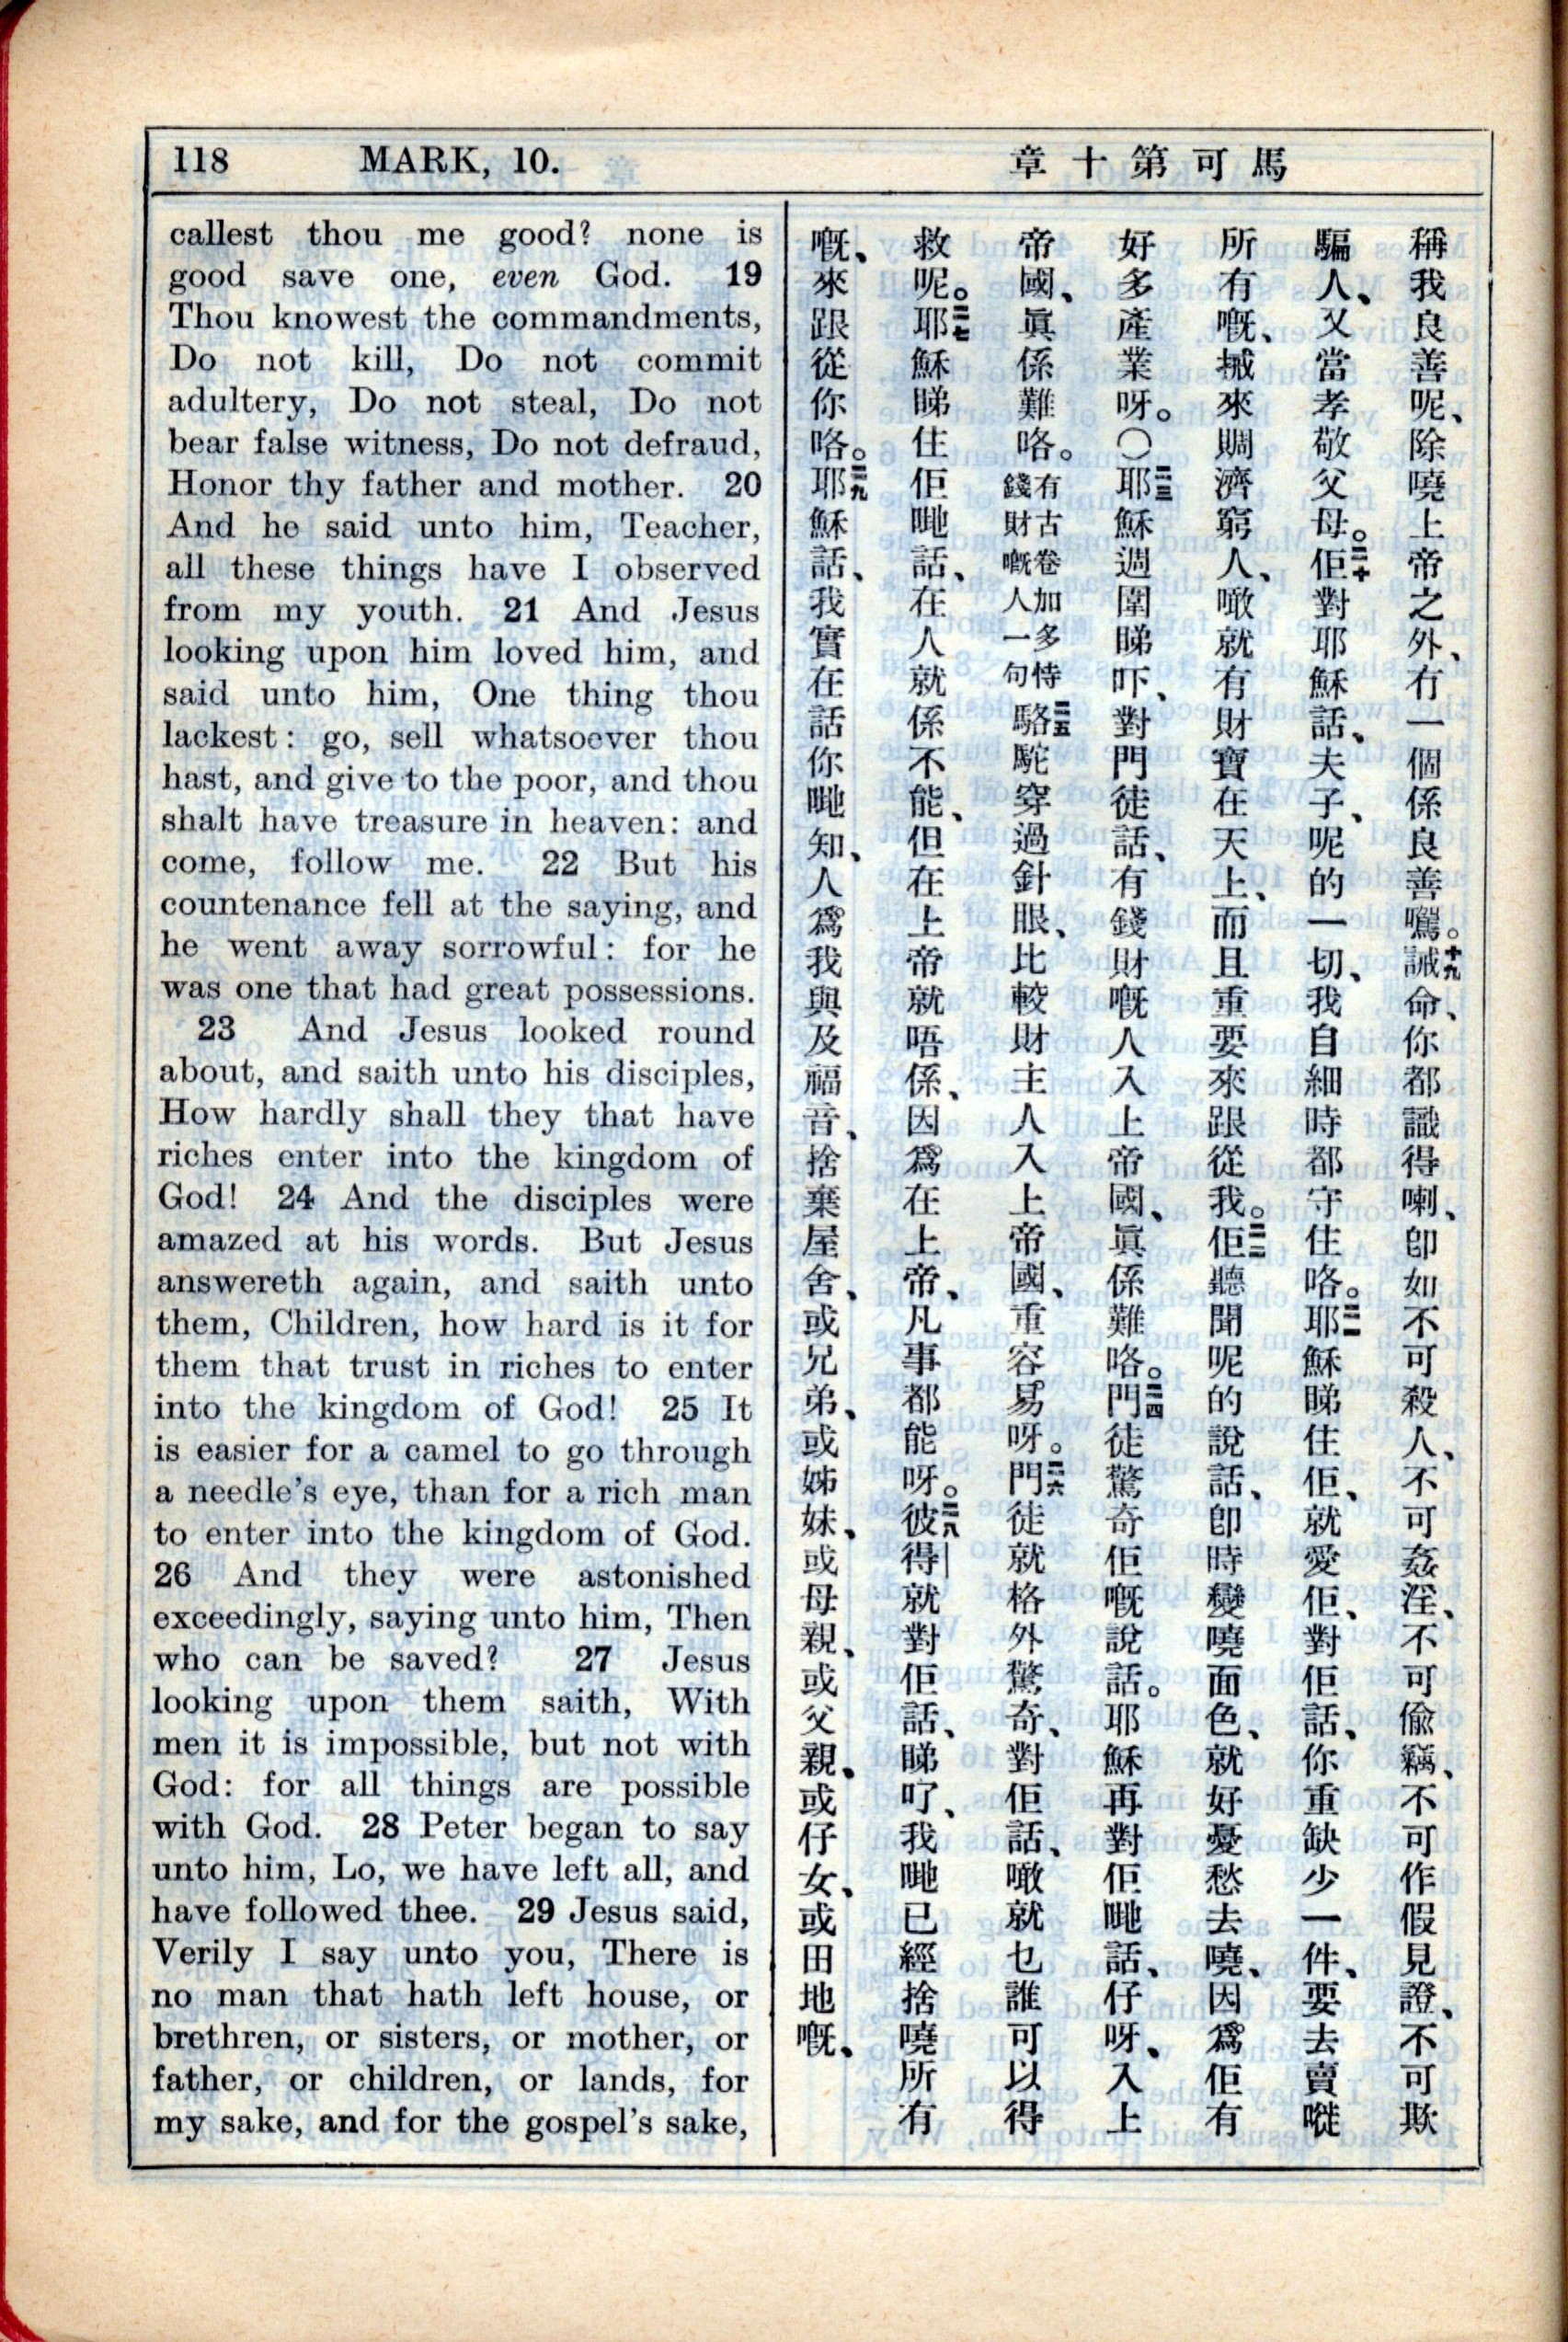 118 MARK, 10.
馬可第十章
callest thou me good? none is
good save one, even God. 19
Thou knowest the commandments,
Do not kill, Do not commit
adultery, Do not steal, Do not
bear false witness, Do not defraud,
Honor thy father and mother. 20
And he said unto him, Teacher,
all these things have I observed
from my youth. 21 And Jesus
looking upon him loved him, and
said unto him, One thing thou
lackest: go, sell whatsoever thou
hast, and give to the poor, and thou
shalt have treasure in heaven: and
come, follow me. 22 But his
countenance fell at the saying, and
he went away sorrowful: for he
was one that had great possessions.
23 And Jesus looked round
about, and saith unto his disciples,
How hardly shall they that have
riches enter into the kingdom of
God! 24 And the disciples were
amazed at his words. But Jesus
answereth again, and saith unto
them, Children, how hard is it for
them that trust in riches to enter
into the kingdom of God! 25 It
is easier for a camel to go through
a needle's eye, than for a rich man
to enter into the kingdom of God.
26 And they were astonished
exceedingly, saying unto him, Then
who can be saved? 27 Jesus
looking upon them saith, With
men it is impossible, but not with
God: for all things are possible
with God. 28 Peter began to say
unto him, Lo, we have left all, and
have followed thee. 29 Jesus said,
Verily I say unto you, There is
no man that hath left house, or
brethren, or sisters, or mother, or
father, or children, or lands, for
my sake, and for the gospel's sake,
稱我良善呢、除嘵上帝之外、冇一個係良善。十九誡命、你都識得喇、卽如不可殺人、不可姦淫、不可偷竊、不可作假見證、不可欺
騙人、又當孝敬父母。二十佢對耶穌話、夫子、呢的一切、我自細時都守住咯。二一耶穌睇住佢、就愛佢、對佢話、你重缺少一件、要去賣㗭
所有嘅、械來賙濟窮人、噉就有財寶在天上、而且重要來跟從我。二二佢聽聞呢的說話、卽時變嘵面色、就好憂愁去嘵、因爲佢有
好多產業呀。〇二三耶穌週圍睇吓、對門徒話、有錢財嘅人入上帝國、眞係難咯。二四門徒驚奇佢嘅說話。耶穌再對佢哋話、仔呀、入上
帝國、眞係難咯。有古卷加多恃錢財嘅人一句二五駱駝穿過針眼、比較財主人入上帝國、重容易呀。二六門徒就格外驚奇、對佢話、噉就乜誰可以得
救呢。二七耶穌睇住佢哋話、在人就係不能、但在上帝就唔係、因爲在上帝、凡事都能呀。二八彼得就對佢話、睇吖、我哋已經捨嘵所有
嘅、來跟從你咯。二九耶穌話、我實在話你哋知、人爲我與及福音、捨棄屋舍、或兄弟、或姊妹、或母親、或父親、或仔女、或田地嘅、